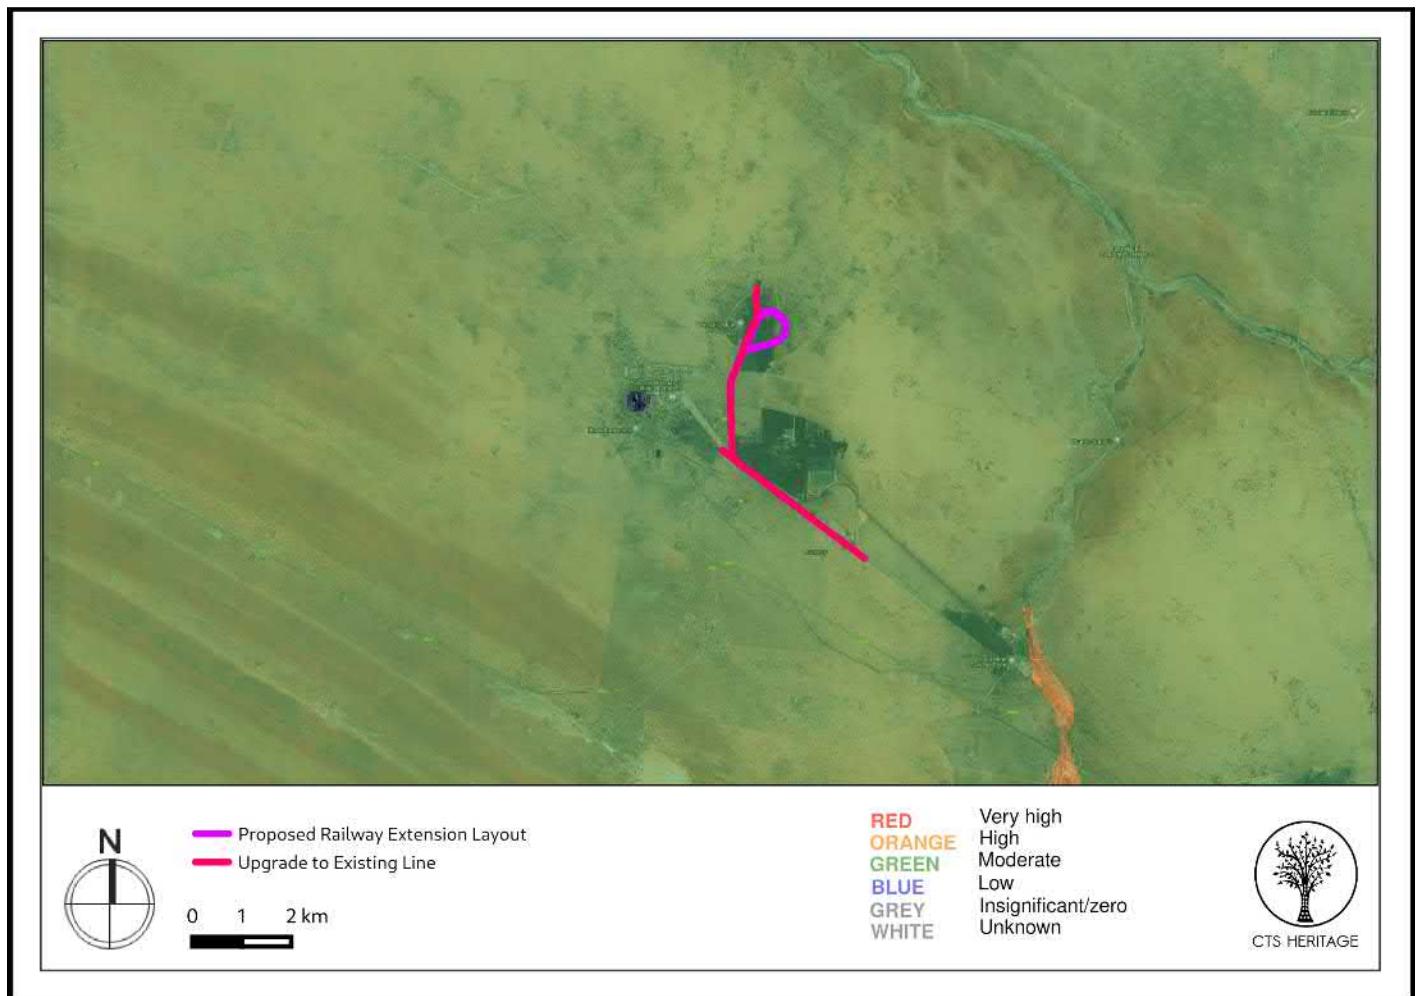 N
Proposed Railway Extension Layout
Upgrade to Existing Line
0 1 2 km
RED Very high
ORANGE High
GREEN Moderate
BLUE Low
GREY Insignificant/zero
WHITE Unknown
CTS HERITAGE